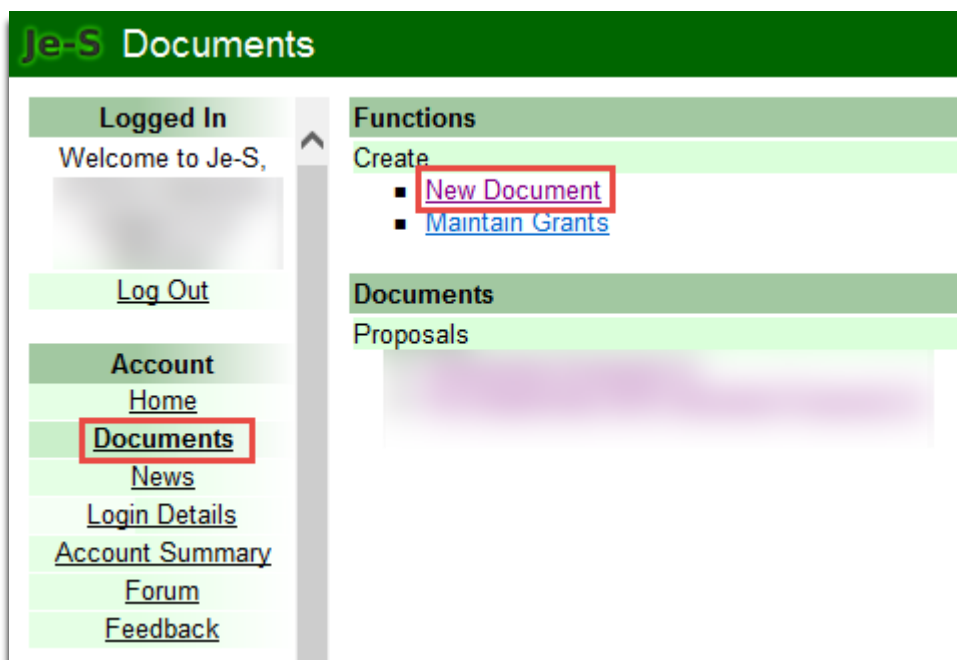 Je-S Documents
Logged In
Welcome to Je-S,
Log Out
Account
Home
Documents
News
Login Details
Account Summary
Forum
Feedback
Functions
Create
New Document
Maintain Grants
Documents
Proposals